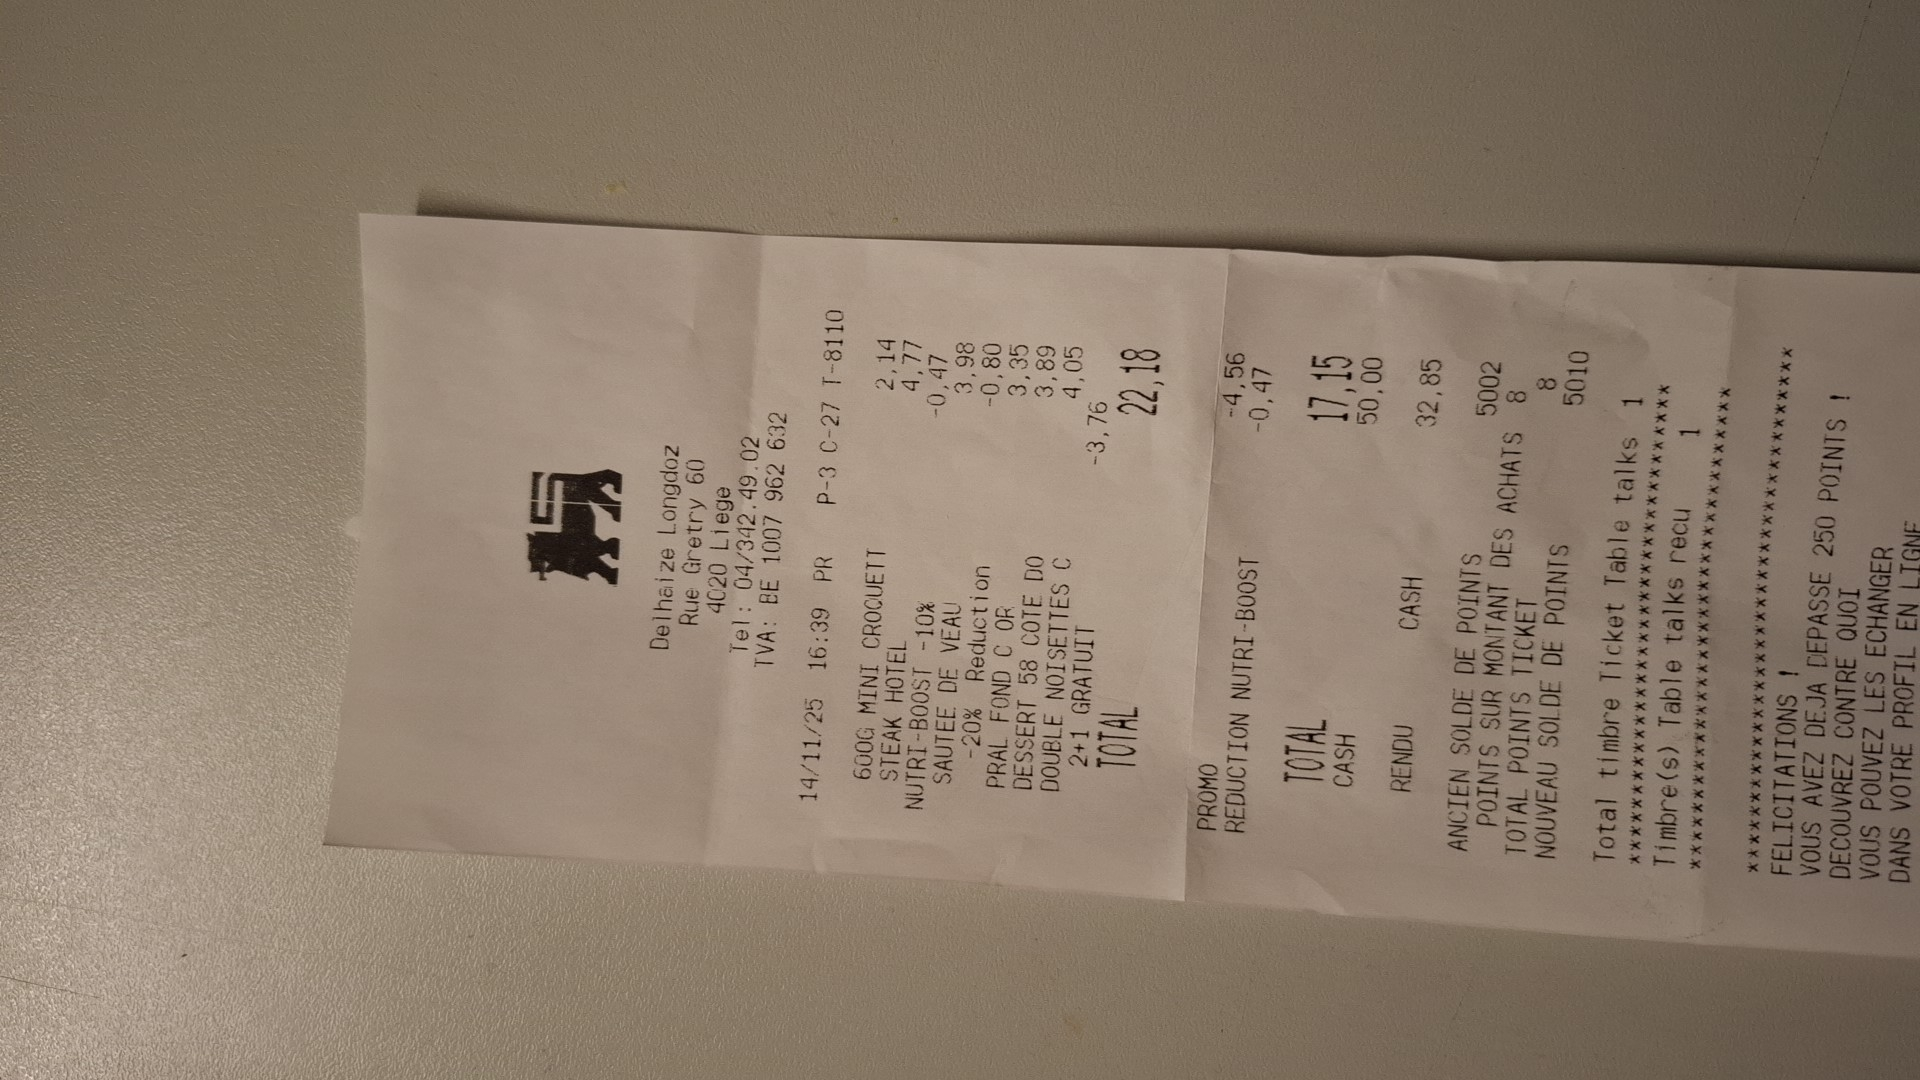 Delhaize Longdoz
Rue Gretry 60
4020 Liege
Tel: 04/342.49.02
TVA: BE 1007 962 632
14/11/25 16:39 PR P-3 C-27 T-8110
600G MINI CROQUETT 2,14
STEAK HOTEL 4,77
NUTRI-BOOST -10% -0,47
SAUTEE DE VEAU 3,98
-20% Reduction -0,80
PRAL FOND C OR 3,35
DESSERT 58 COTE DO 3,89
DOUBLE NOISETTES C 4,05
2+1 GRATUIT -3,76
TOTAL 22,18
PROMO -4,56
REDUCTION NUTRI-BOOST -0,47
TOTAL 17,15
CASH 50,00
RENDU CASH 32,85
ANCIEN SOLDE DE POINTS 5002
POINTS SUR MONTANT DES ACHATS 8
TOTAL POINTS TICKET 8
NOUVEAU SOLDE DE POINTS 5010
Total timbre Ticket Table talks 1
************************************
Timbre(s) Table talks recu 1
************************************
***************************************
FELICITATIONS !
VOUS AVEZ DEJA DEPASSE 250 POINTS !
DECOUVREZ CONTRE QUOI
VOUS POUVEZ LES ECHANGER
DANS VOTRE PROFIL EN LIGNE